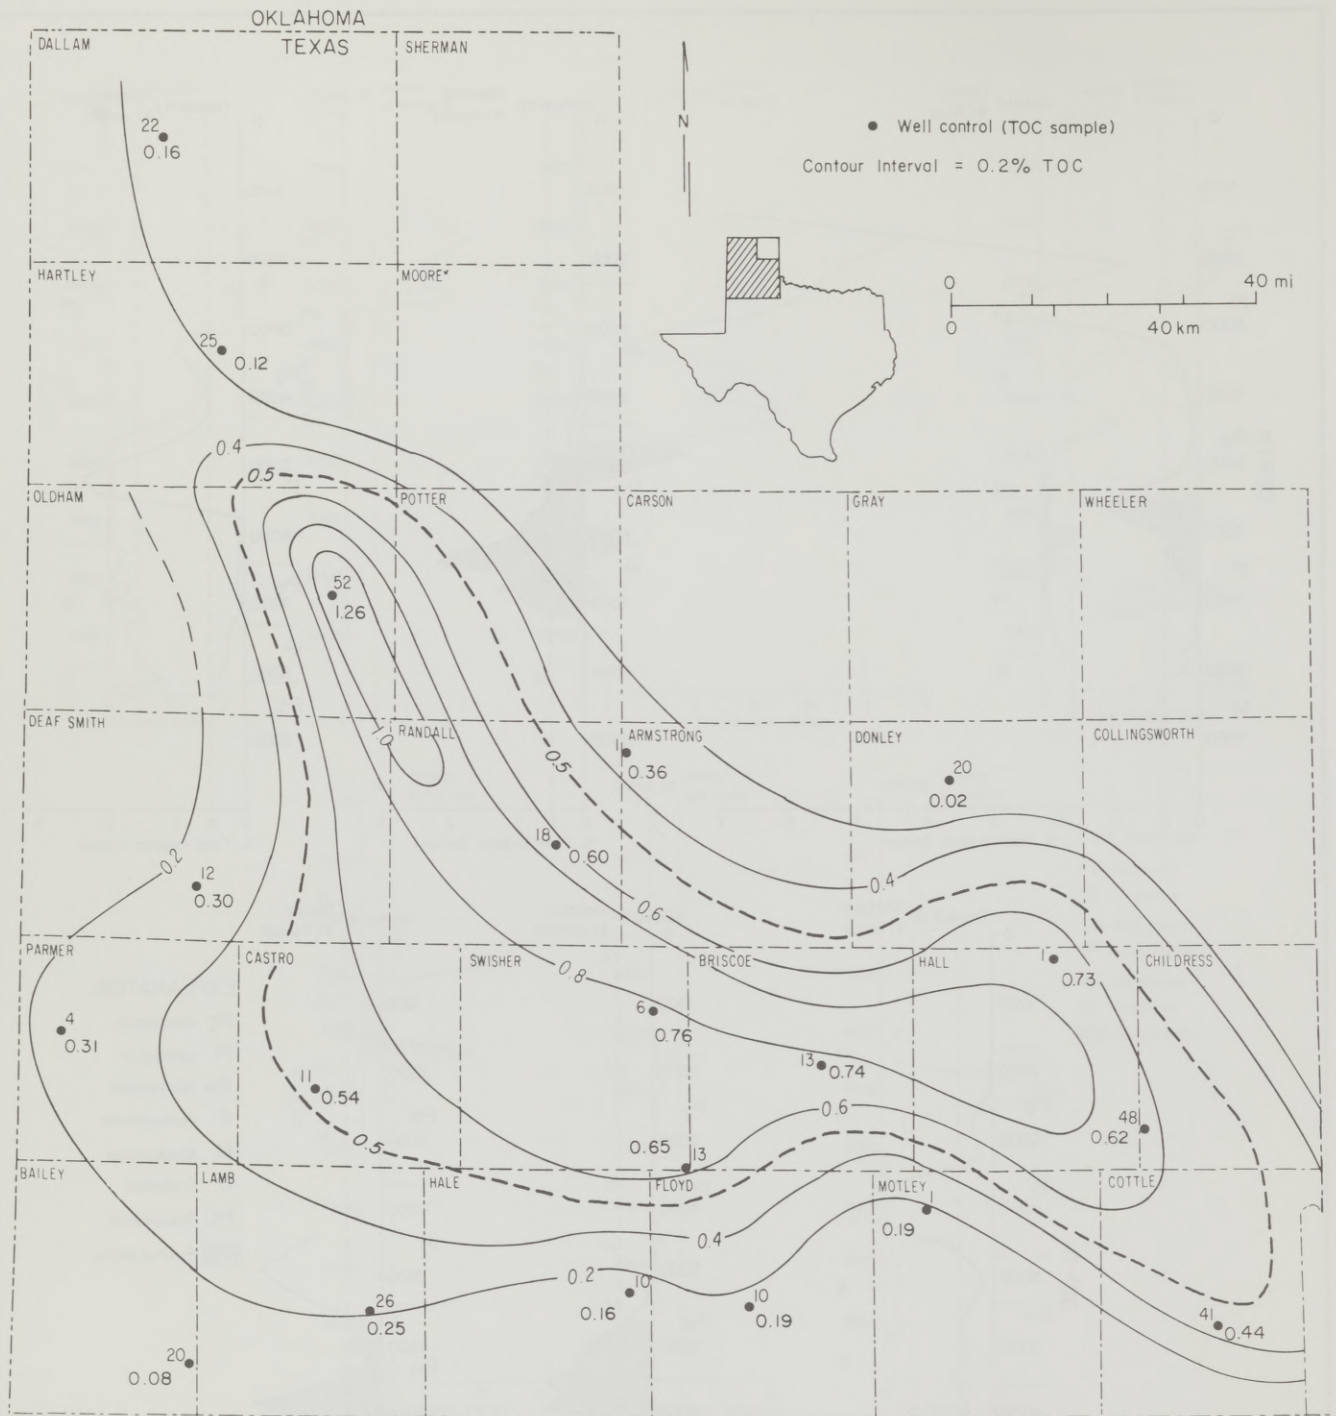 OKLAHOMA
TEXAS
DALLAM
SHERMAN
22
0.16
N
Well control (TOC sample)
Contour Interval = 0.2% TOC
HARTLEY
MOORE*
0
40 mi
0
40 km
25
0.12
0.4
0.5
OLDHAM
POTTER
CARSON
GRAY
WHEELER
52
1.26
DEAF SMITH
1.0
RANDALL
0.5
1
ARMSTRONG
0.36
DONLEY
COLLINGSWORTH
20
0.02
18
0.60
0.2
12
0.30
0.4
0.6
PARMER
CASTRO
SWISHER
BRISCOE
HALL
CHILDRESS
0.8
1
0.73
4
0.31
6
0.76
13
0.74
11
0.54
0.6
48
0.62
0.5
0.65
13
BAILEY
LAMB
HALE
FLOYD
MOTLEY
COTTLE
1
0.19
0.4
0.2
10
0.16
10
0.19
26
0.25
41
0.44
20
0.08